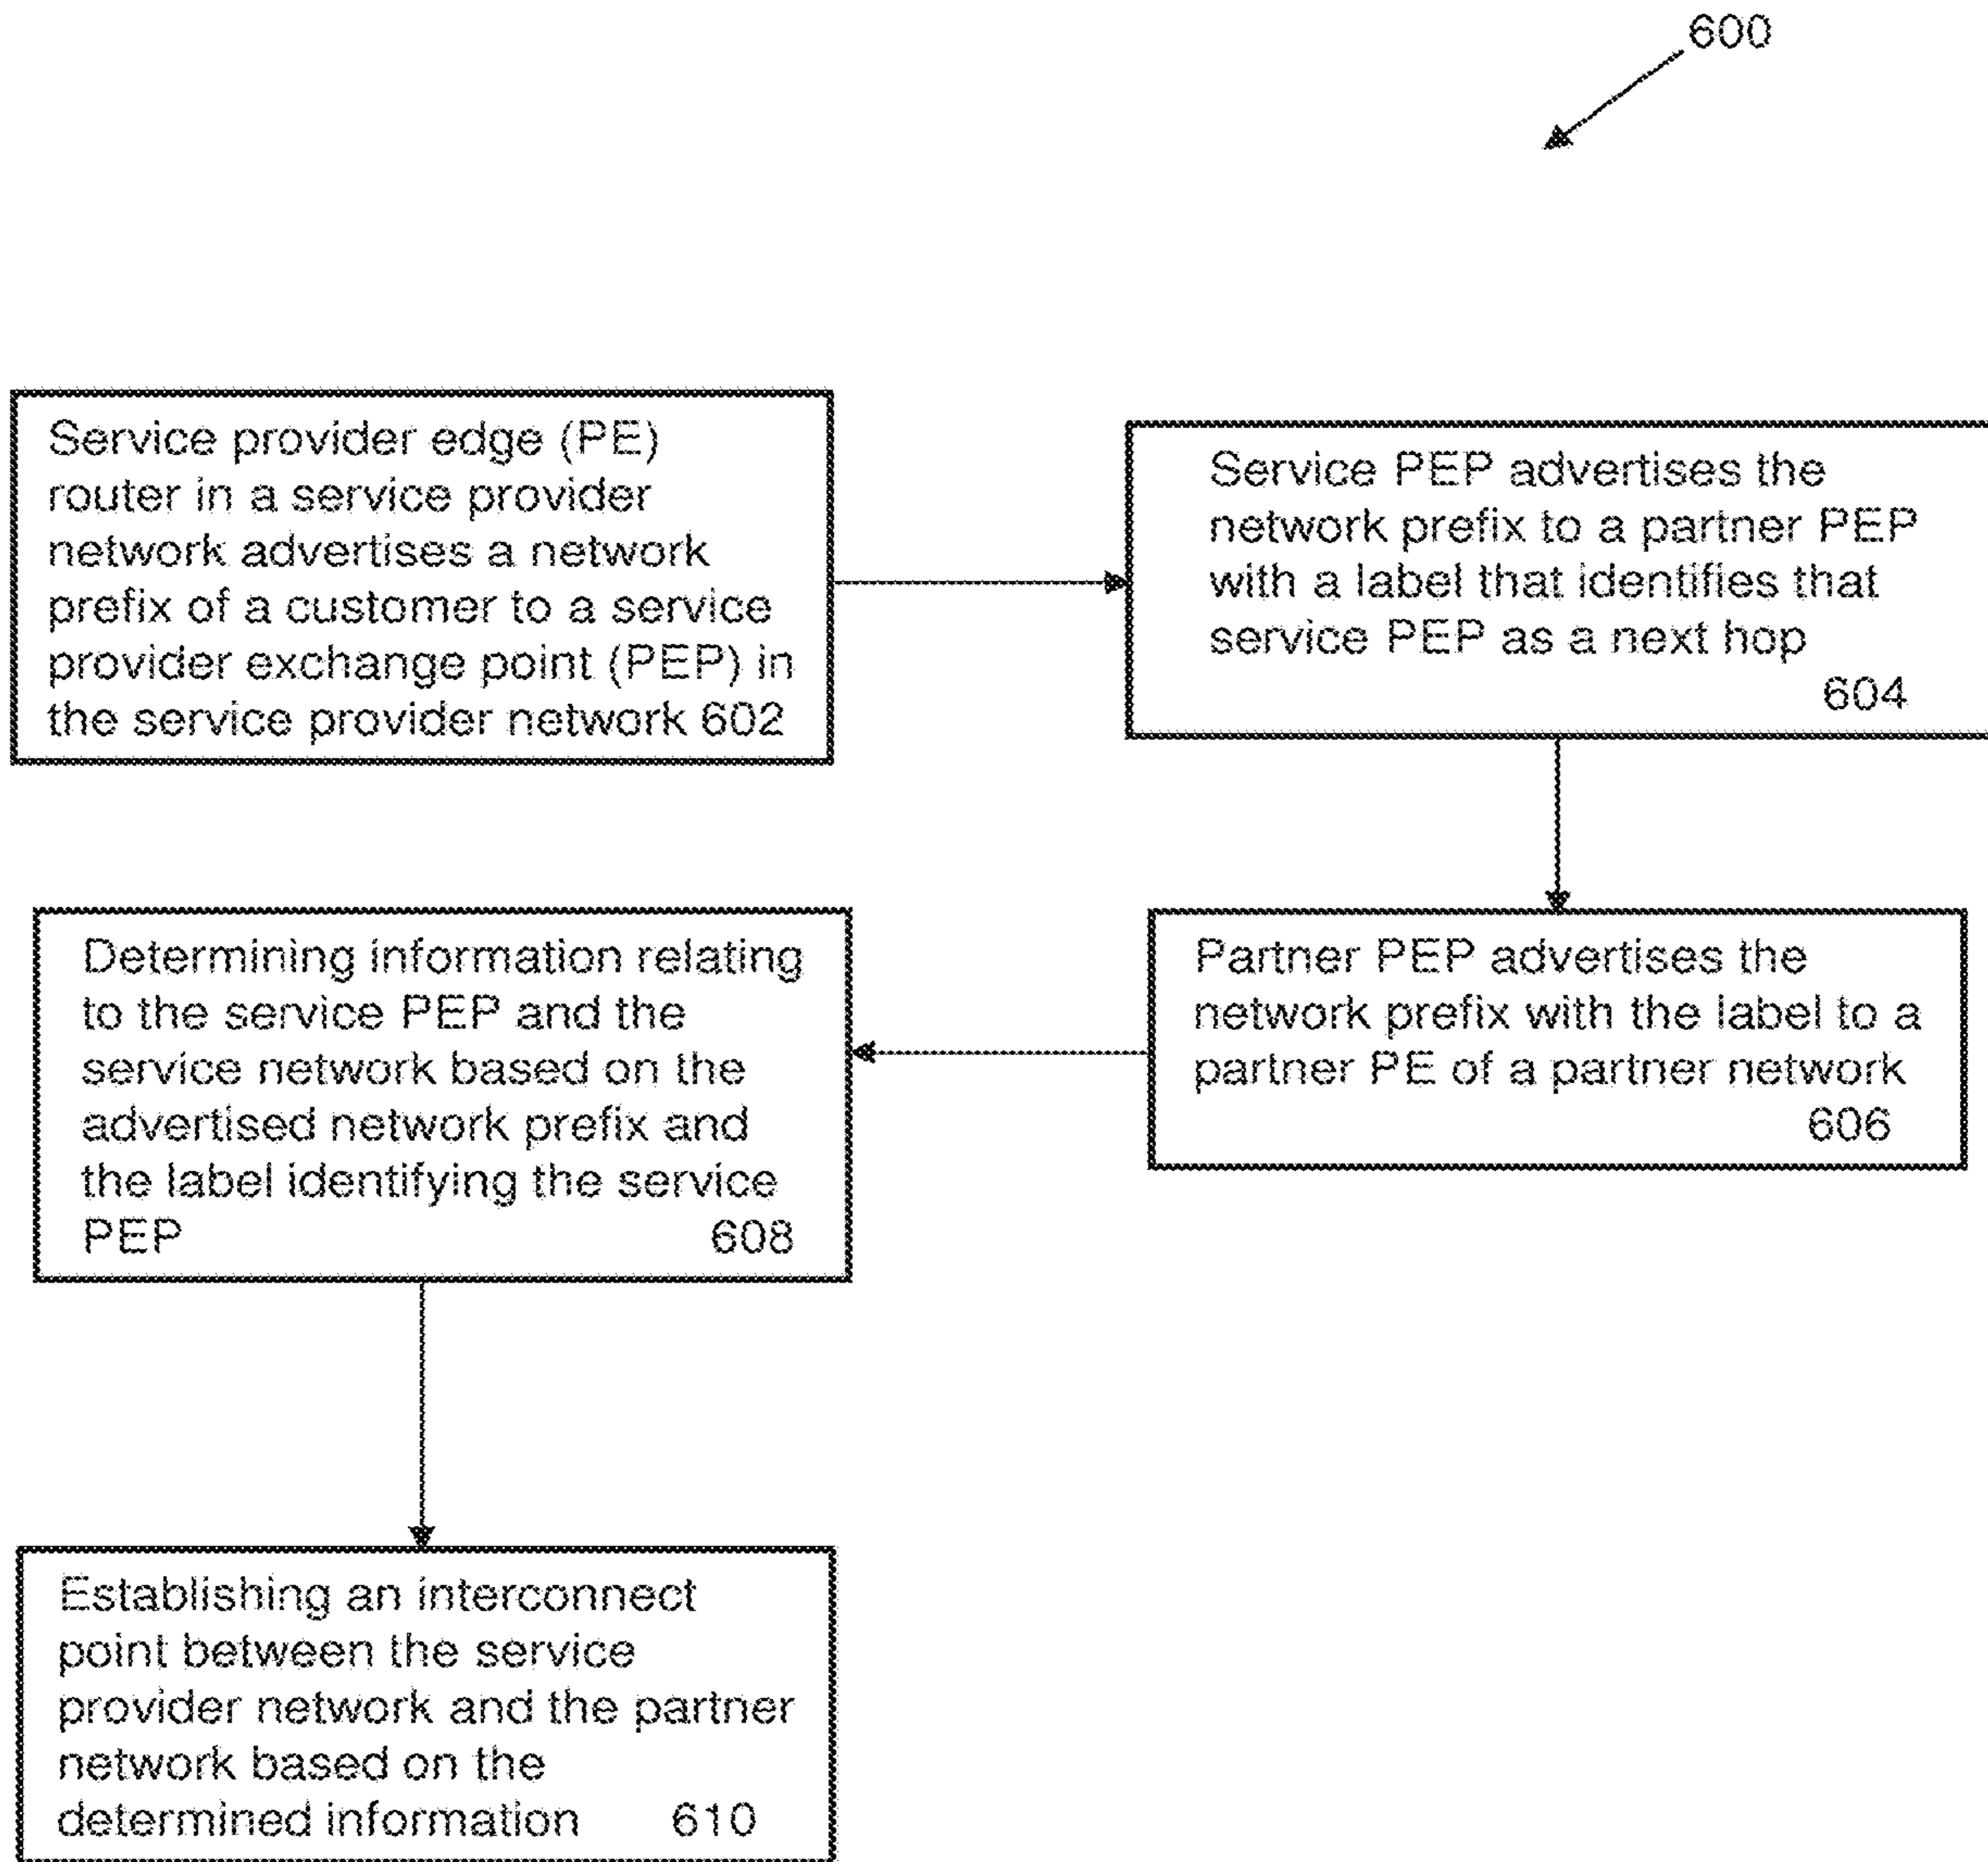 600
Service provider edge (PE)
router in a service provider
network advertises a network
prefix of a customer to a service
provider exchange point (PEP) in
the service provider network 602
Service PEP advertises the
network prefix to a partner PEP
with a label that identifies that
service PEP as a next hop
604
Partner PEP advertises the
network prefix with the label to a
partner PE of a partner network
606
Determining information relating
to the service PEP and the
service network based on the
advertised network prefix and
the label identifying the service
PEP 608
Establishing an interconnect
point between the service
provider network and the partner
network based on the
determined information 610